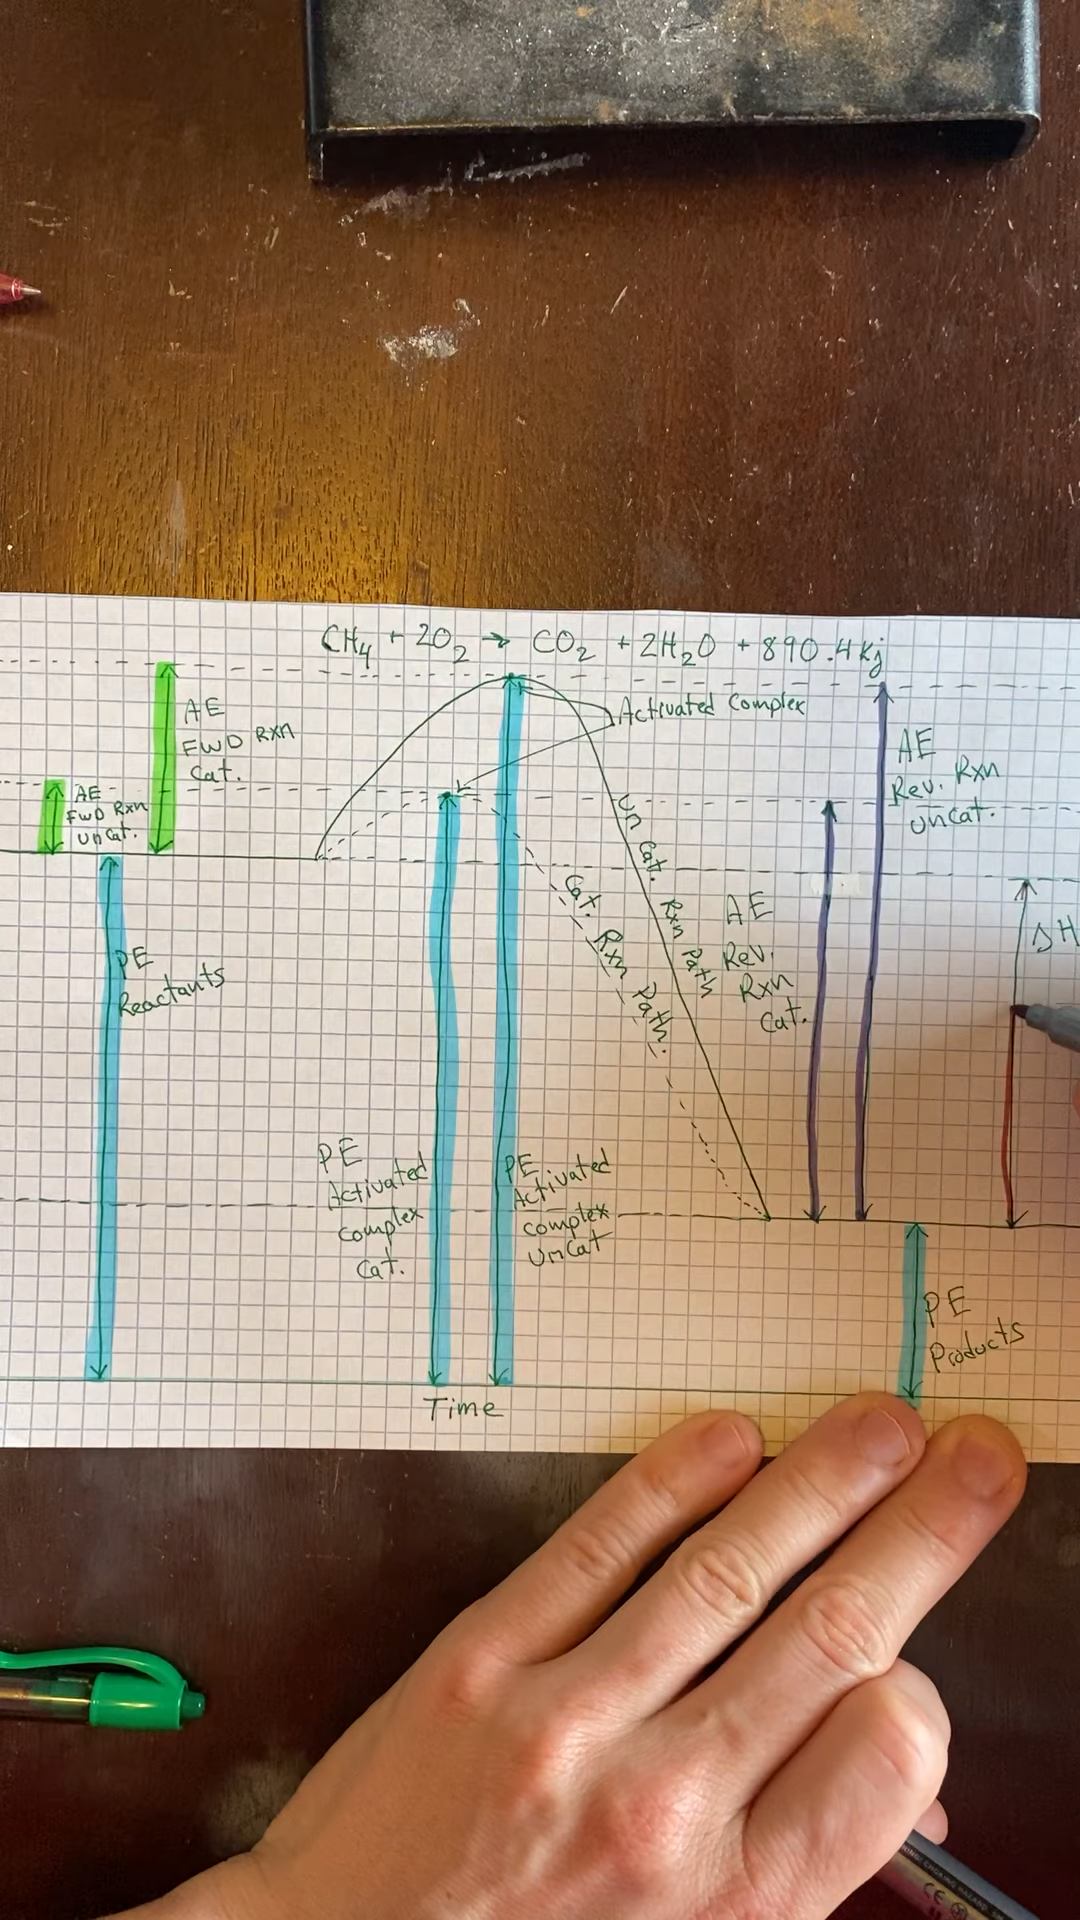 CH₄ + 2O₂ → CO₂ + 2H₂O + 890.4 kj
Activated Complex
AE
FWD Rxn
Cat.
AE
FWD Rxn
Uncat.
PE
Reactants
Un Cat. Rxn Path
Cat. Rxn Path.
AE
Rev. Rxn
Uncat.
AE
Rev.
Rxn
Cat.
ΔH
PE
Activated
Complex
Cat.
PE
Activated
Complex
UnCat
PE
Products
Time
CE